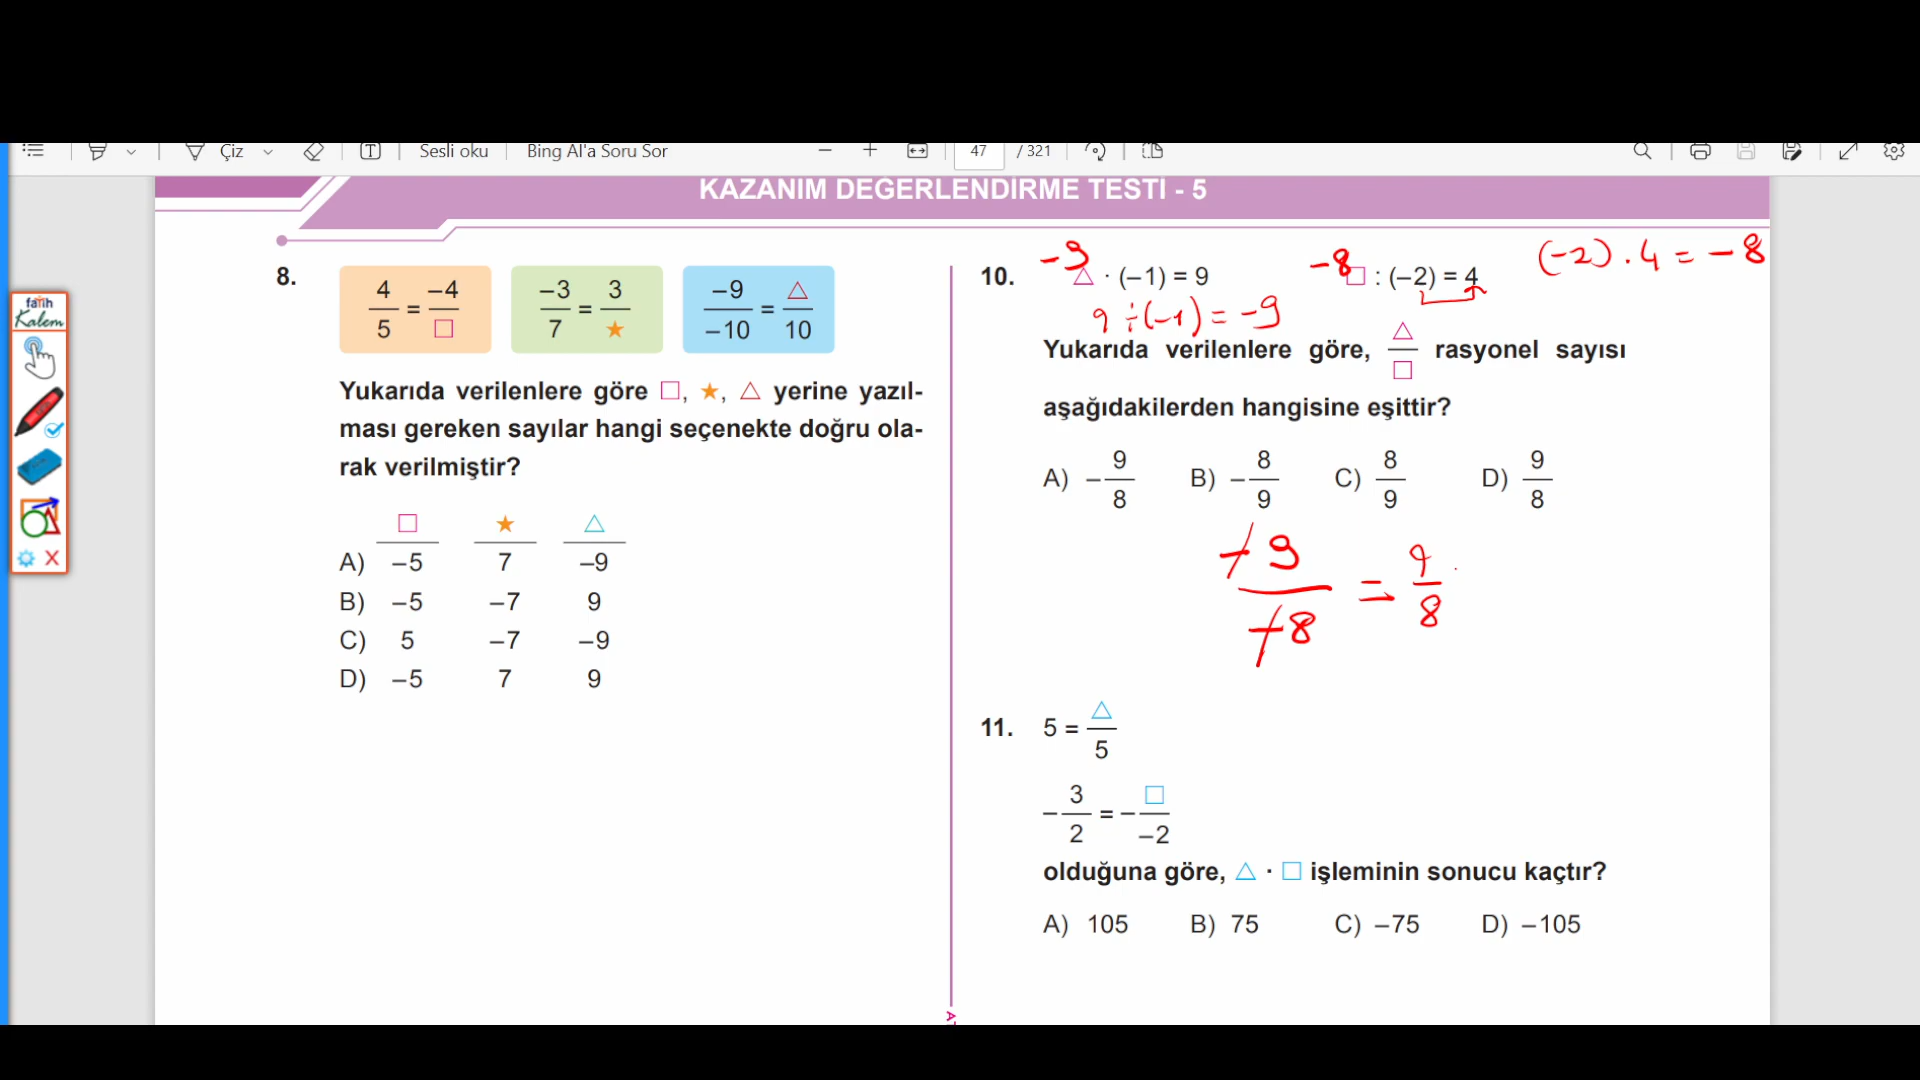 Çiz
Sesli oku
Bing AI'a Soru Sor
47 / 321
KAZANIM DEĞERLENDİRME TESTİ - 5
fatih
Kalem
8.
4/5 = –4/□
–3/7 = 3/★
–9/–10 = △/10
Yukarıda verilenlere göre □, ★, △ yerine yazıl-
ması gereken sayılar hangi seçenekte doğru ola-
rak verilmiştir?
□ ★ △
A) –5 7 –9
B) –5 –7 9
C) 5 –7 –9
D) –5 7 9
10.
-9
△ · (–1) = 9
-8
□ : (–2) = 4
(-2) . 4 = -8
9 ÷ (-1) = -9
Yukarıda verilenlere göre, △/□ rasyonel sayısı
aşağıdakilerden hangisine eşittir?
A) –9/8 B) –8/9 C) 8/9 D) 9/8
-9/-8 = 9/8
11. 5 = △/5
–3/2 = –□/–2
olduğuna göre, △ · □ işleminin sonucu kaçtır?
A) 105 B) 75 C) –75 D) –105